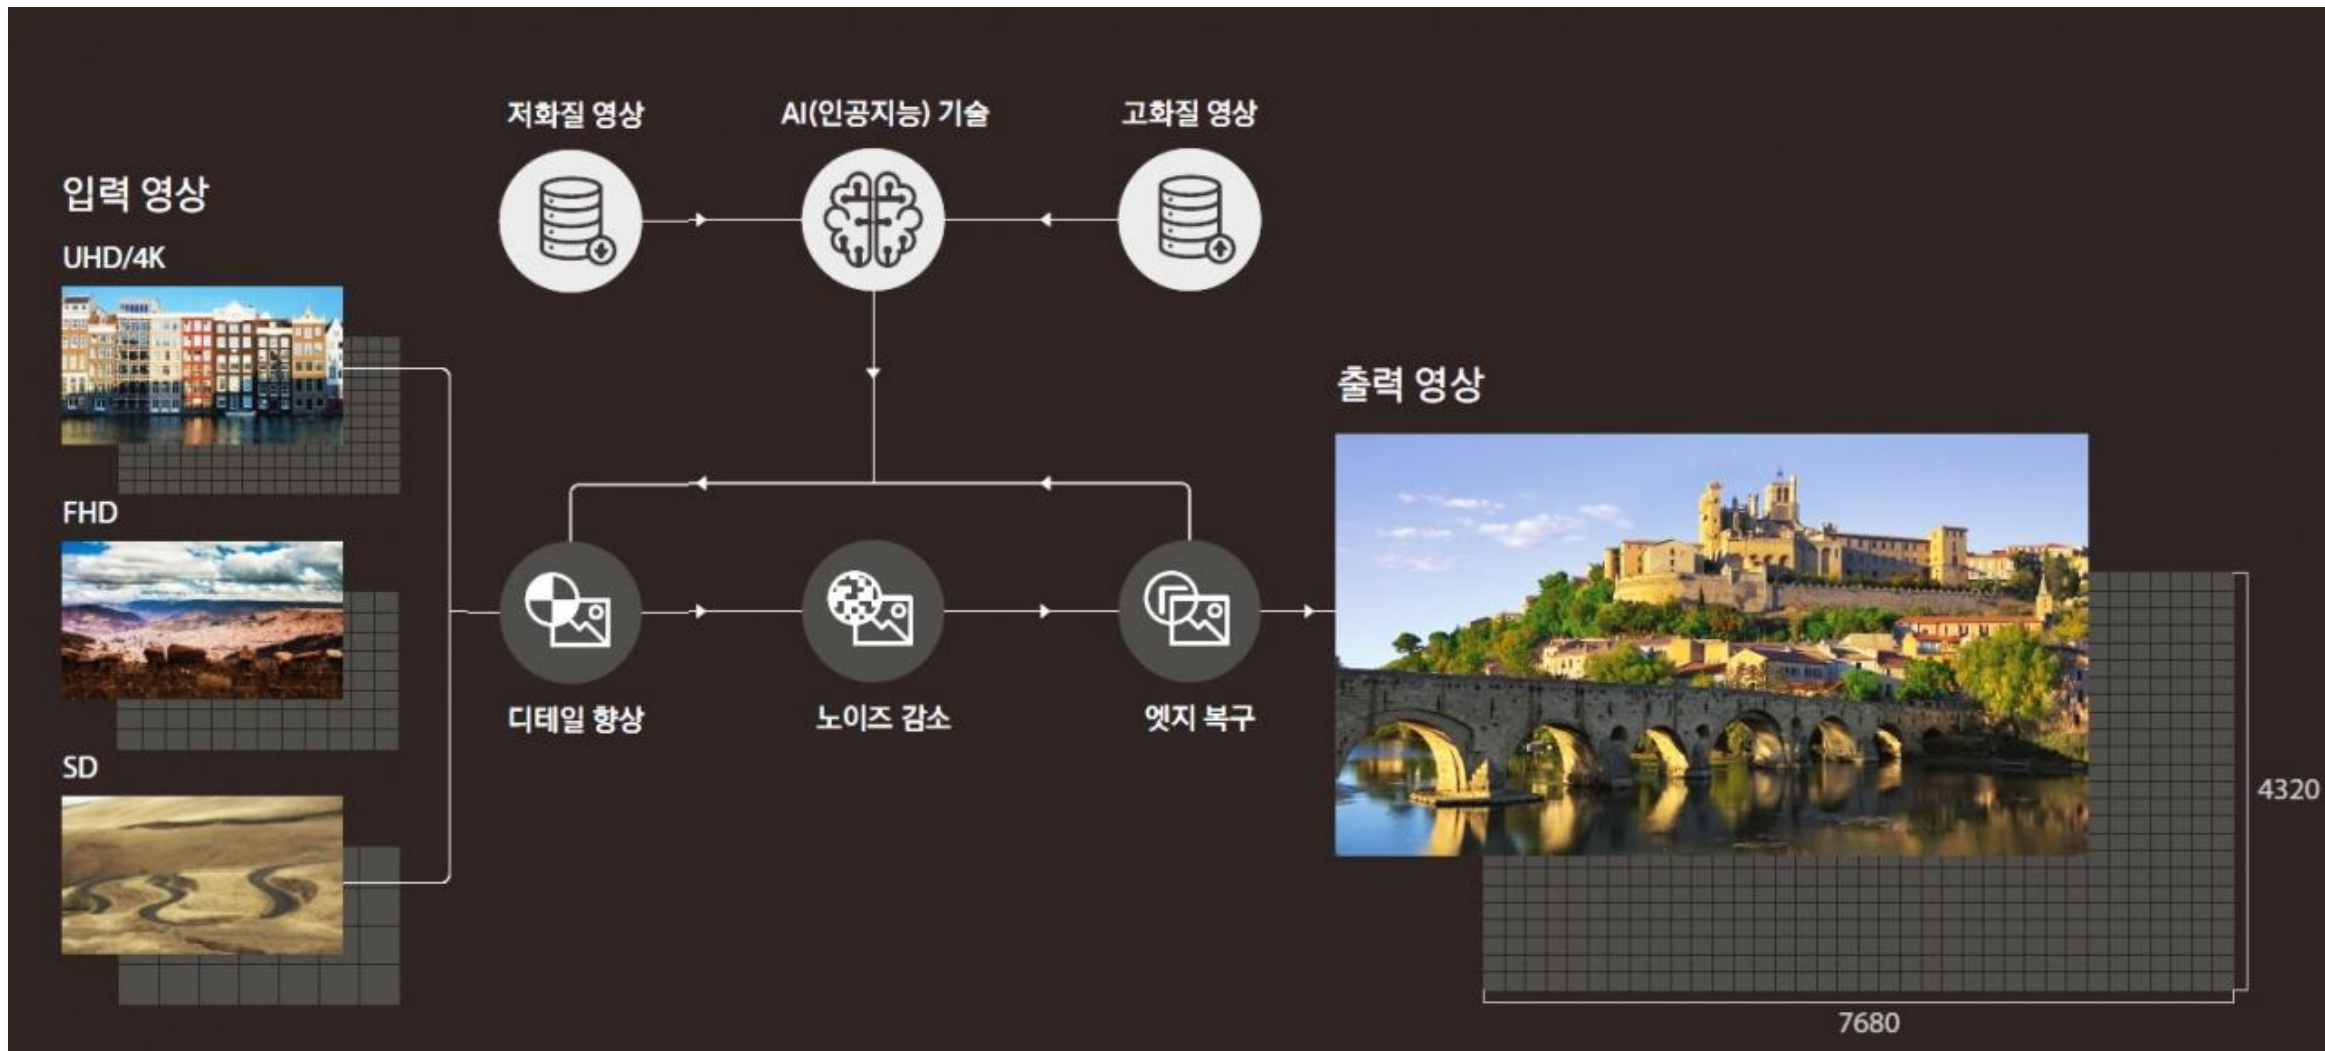 저화질 영상
AI(인공지능) 기술
고화질 영상
입력 영상
UHD/4K
FHD
SD
디테일 향상
노이즈 감소
엣지 복구
출력 영상
4320
7680